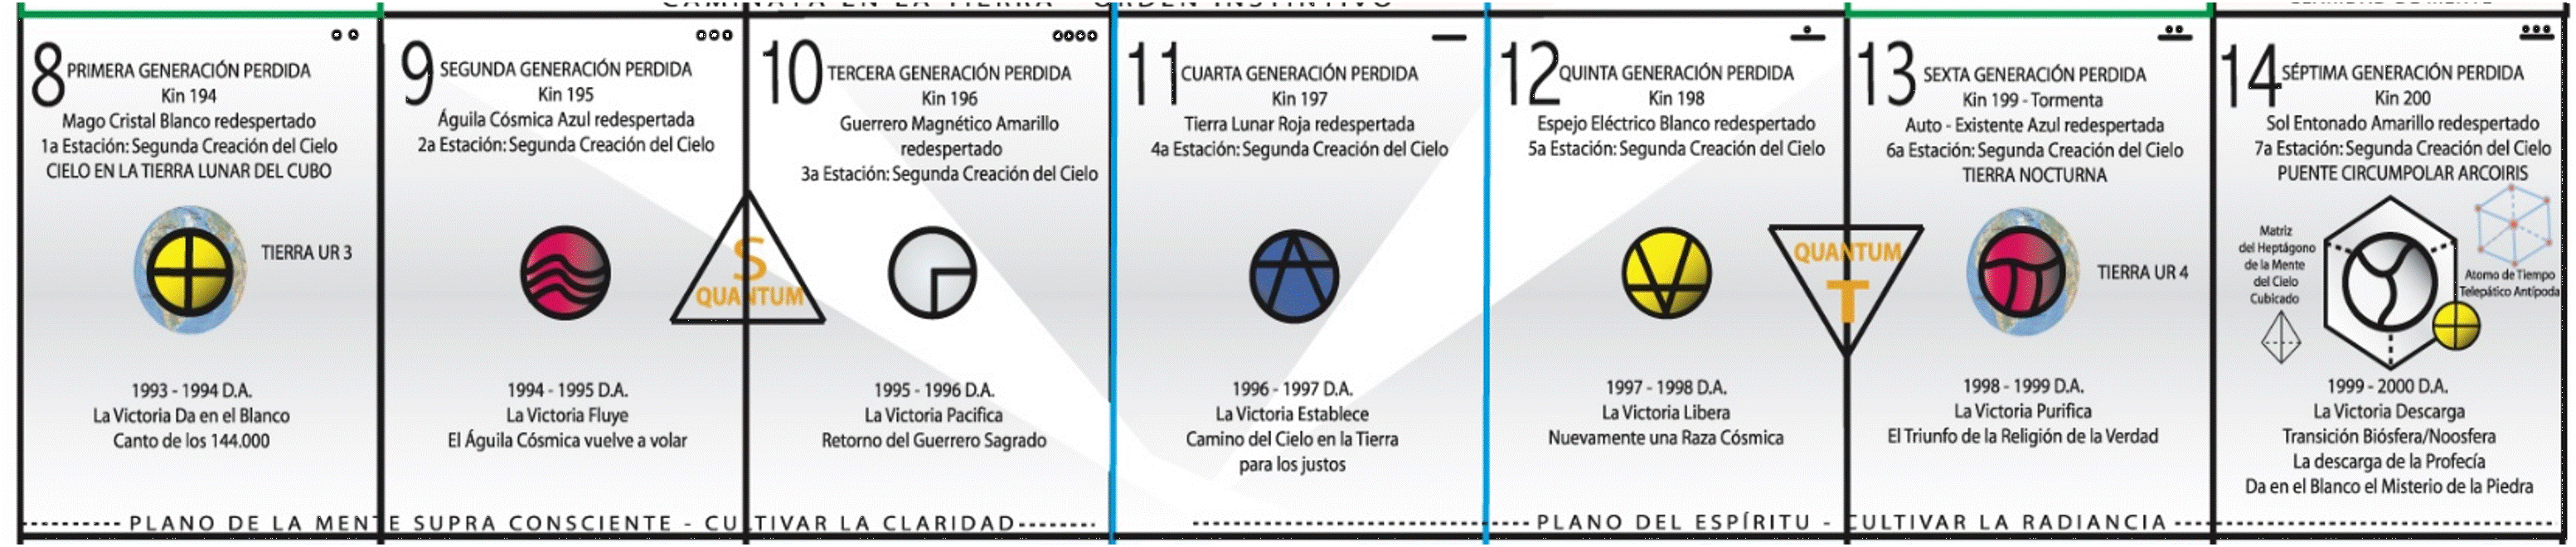 8
PRIMERA GENERACIÓN PERDIDA
Kin 194
Mago Cristal Blanco redespertado
1a Estación: Segunda Creación del Cielo
CIELO EN LA TIERRA LUNAR DEL CUBO
TIERRA UR 3
1993 - 1994 D.A.
La Victoria Da en el Blanco
Canto de los 144.000
9
SEGUNDA GENERACIÓN PERDIDA
Kin 195
Águila Cósmica Azul redespertada
2a Estación: Segunda Creación del Cielo
S
QUANTUM
1994 - 1995 D.A.
La Victoria Fluye
El Águila Cósmica vuelve a volar
10
TERCERA GENERACIÓN PERDIDA
Kin 196
Guerrero Magnético Amarillo
redespertado
3a Estación: Segunda Creación del Cielo
1995 - 1996 D.A.
La Victoria Pacifica
Retorno del Guerrero Sagrado
11
CUARTA GENERACIÓN PERDIDA
Kin 197
Tierra Lunar Roja redespertada
4a Estación: Segunda Creación del Cielo
1996 - 1997 D.A.
La Victoria Establece
Camino del Cielo en la Tierra
para los justos
12
QUINTA GENERACIÓN PERDIDA
Kin 198
Espejo Eléctrico Blanco redespertado
5a Estación: Segunda Creación del Cielo
QUANTUM
T
1997 - 1998 D.A.
La Victoria Libera
Nuevamente una Raza Cósmica
13
SEXTA GENERACIÓN PERDIDA
Kin 199 - Tormenta
Auto - Existente Azul redespertada
6a Estación: Segunda Creación del Cielo
TIERRA NOCTURNA
TIERRA UR 4
1998 - 1999 D.A.
La Victoria Purifica
El Triunfo de la Religión de la Verdad
14
SÉPTIMA GENERACIÓN PERDIDA
Kin 200
Sol Entonado Amarillo redespertado
7a Estación: Segunda Creación del Cielo
PUENTE CIRCUMPOLAR ARCOIRIS
Matriz
del Heptágono
de la Mente
del Cielo
Cubicado
Atomo de Tiempo
Telepático Antípoda
1999 - 2000 D.A.
La Victoria Descarga
Transición Biósfera/Noosfera
La descarga de la Profecía
Da en el Blanco el Misterio de la Piedra
PLANO DE LA MENTE SUPRA CONSCIENTE - CULTIVAR LA CLARIDAD
PLANO DEL ESPÍRITU - CULTIVAR LA RADIANCIA